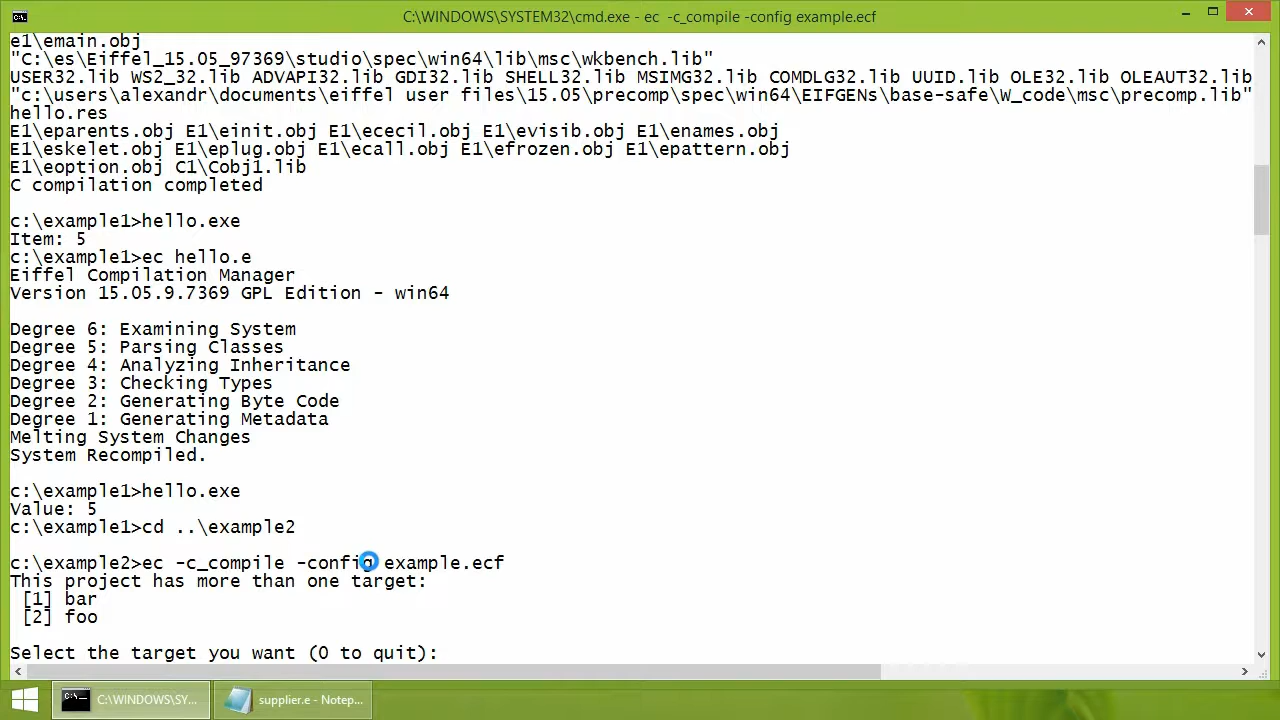 C:\WINDOWS\SYSTEM32\cmd.exe - ec  -c_compile -config example.ecf
e1\emain.obj
"C:\es\Eiffel_15.05_97369\studio\spec\win64\lib\msc\wkbench.lib"
USER32.lib WS2_32.lib ADVAPI32.lib GDI32.lib SHELL32.lib MSIMG32.lib COMDLG32.lib UUID.lib OLE32.lib OLEAUT32.lib
"c:\users\alexandr\documents\eiffel user files\15.05\precomp\spec\win64\EIFGENs\base-safe\W_code\msc\precomp.lib"
hello.res
E1\eparents.obj E1\einit.obj E1\ececil.obj E1\evisib.obj E1\enames.obj
E1\eskelet.obj E1\eplug.obj E1\ecall.obj E1\efrozen.obj E1\epattern.obj
E1\eoption.obj C1\Cobj1.lib
C compilation completed
c:\example1>hello.exe
Item: 5
c:\example1>ec hello.e
Eiffel Compilation Manager
Version 15.05.9.7369 GPL Edition - win64
Degree 6: Examining System
Degree 5: Parsing Classes
Degree 4: Analyzing Inheritance
Degree 3: Checking Types
Degree 2: Generating Byte Code
Degree 1: Generating Metadata
Melting System Changes
System Recompiled.
c:\example1>hello.exe
Value: 5
c:\example1>cd ..\example2
c:\example2>ec -c_compile -config example.ecf
This project has more than one target:
[1] bar
[2] foo
Select the target you want (0 to quit):
C:\WINDOWS\SY...
supplier.e - Notep...